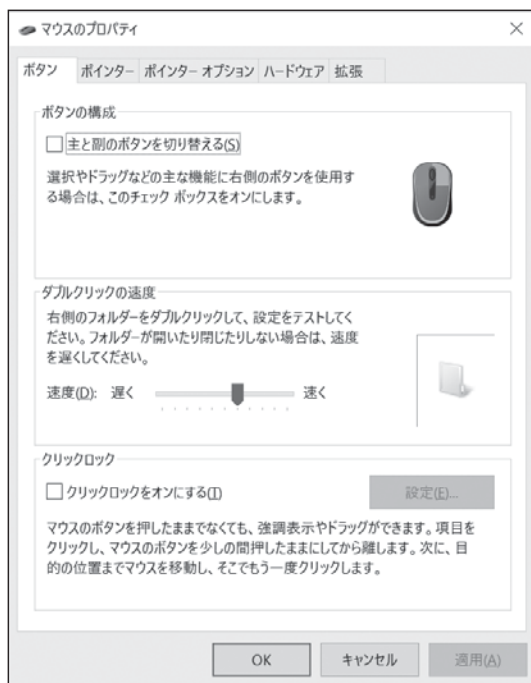 マウスのプロパティ
ボタン ポインター ポインター オプション ハードウェア 拡張
ボタンの構成
主と副のボタンを切り替える(S)
選択やドラッグなどの主な機能に右側のボタンを使用す
る場合は、このチェック ボックスをオンにします。
ダブルクリックの速度
右側のフォルダーをダブルクリックして、設定をテストしてく
ださい。フォルダーが開いたり閉じたりしない場合は、速度
を遅くしてください。
速度(D): 遅く 速く
クリックロック
クリックロックをオンにする(T)
設定(E)...
マウスのボタンを押したままでなくても、強調表示やドラッグができます。項目を
クリックし、マウスのボタンを少しの間押したままにしてから離します。次に、目
的の位置までマウスを移動し、そこでもう一度クリックします。
OK キャンセル 適用(A)